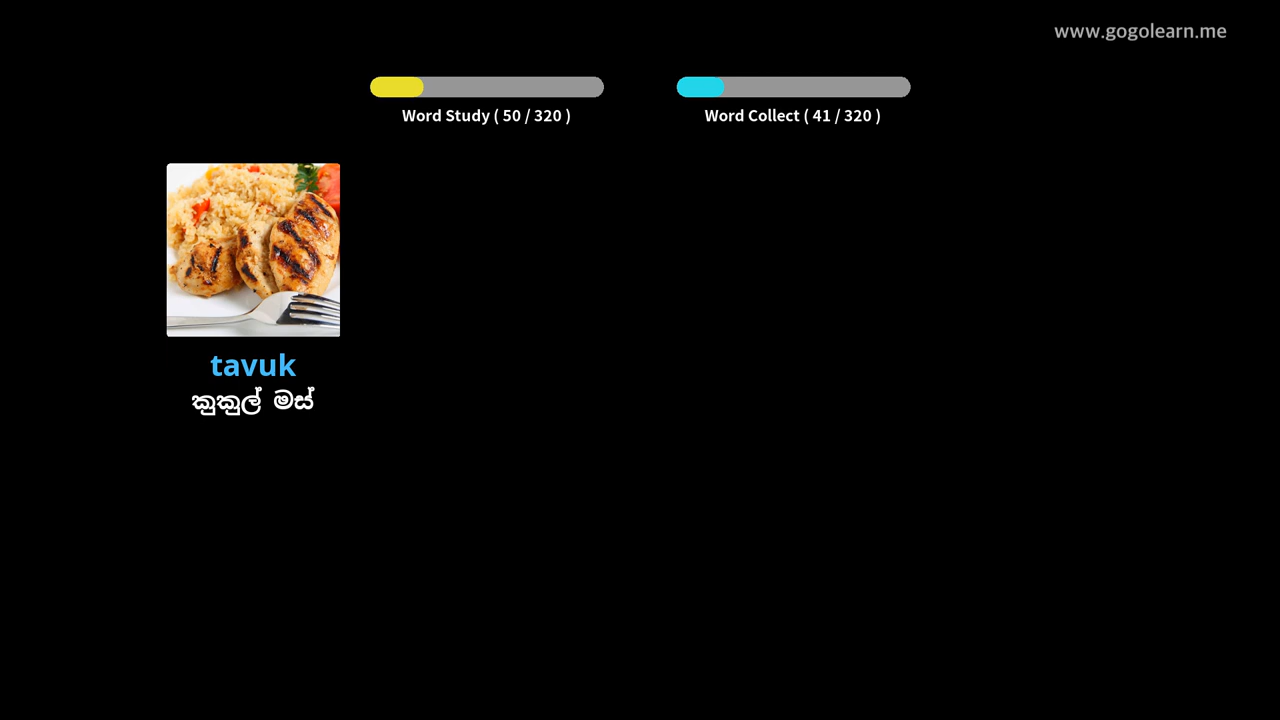 www.gogolearn.me
Word Study ( 50 / 320 )
Word Collect ( 41 / 320 )
tavuk
කුකුල් මස්